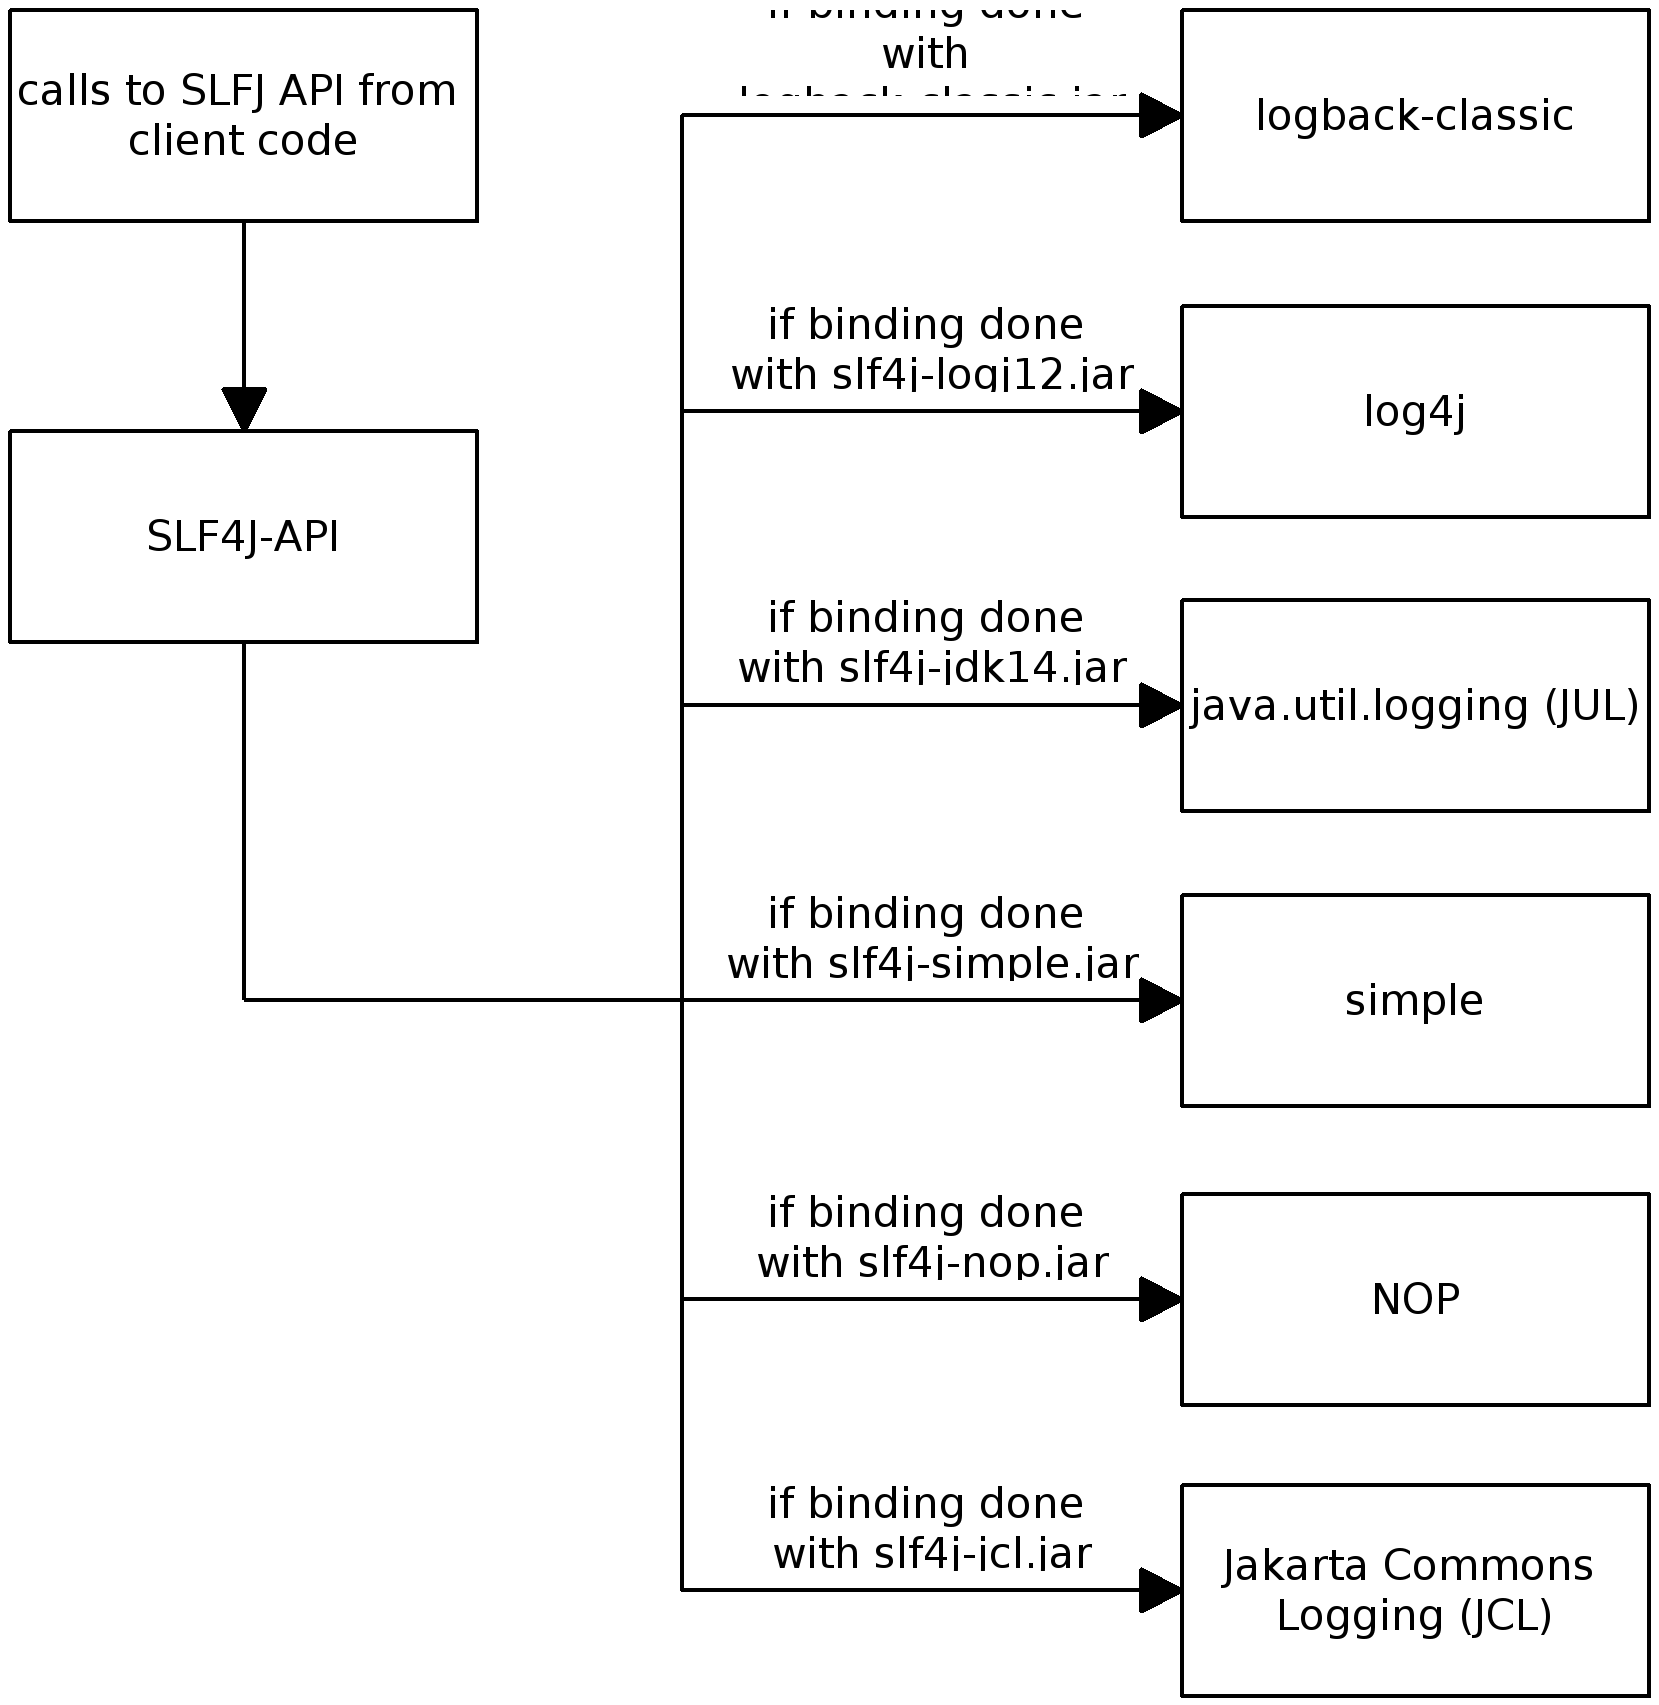 calls to SLFJ API from
client code
SLF4J-API
if binding done
with
logback-classic.jar
logback-classic
if binding done
with slf4j-logj12.jar
log4j
if binding done
with slf4j-jdk14.jar
java.util.logging (JUL)
if binding done
with slf4j-simple.jar
simple
if binding done
with slf4j-nop.jar
NOP
if binding done
with slf4j-jcl.jar
Jakarta Commons
Logging (JCL)